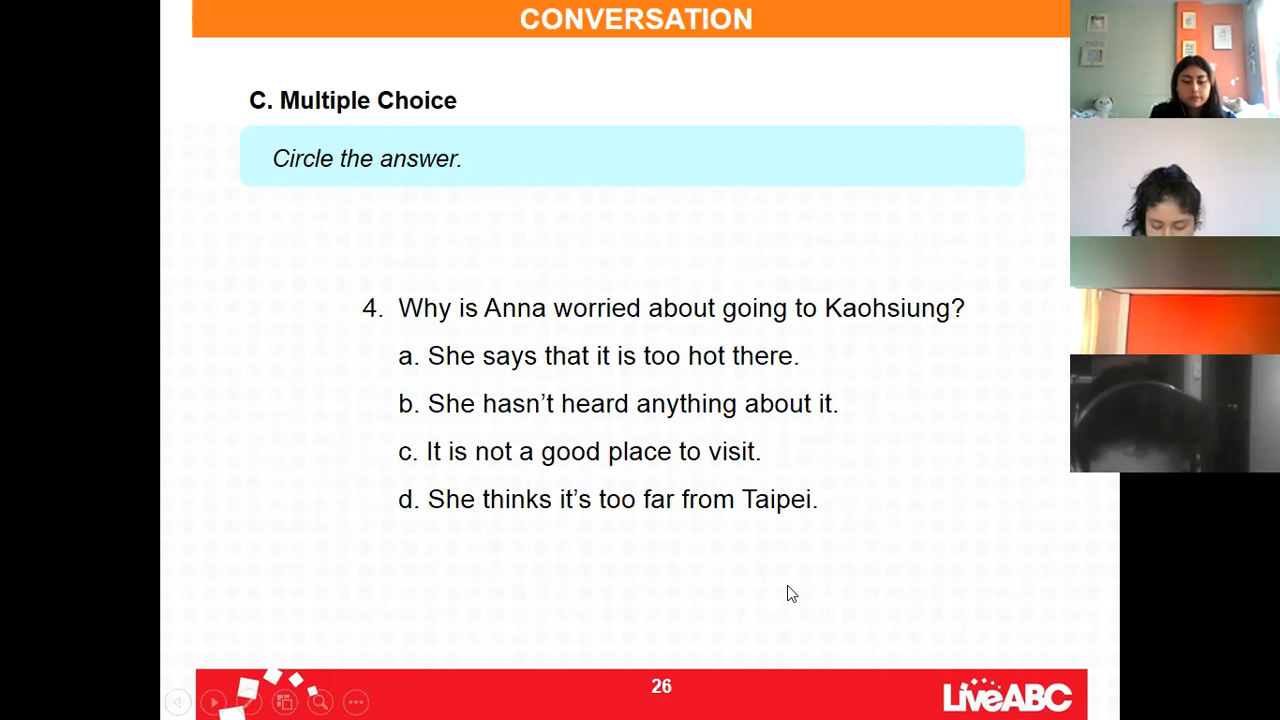 CONVERSATION
C. Multiple Choice
Circle the answer.
4. Why is Anna worried about going to Kaohsiung?
a. She says that it is too hot there.
b. She hasn’t heard anything about it.
c. It is not a good place to visit.
d. She thinks it’s too far from Taipei.
26
LiveABC